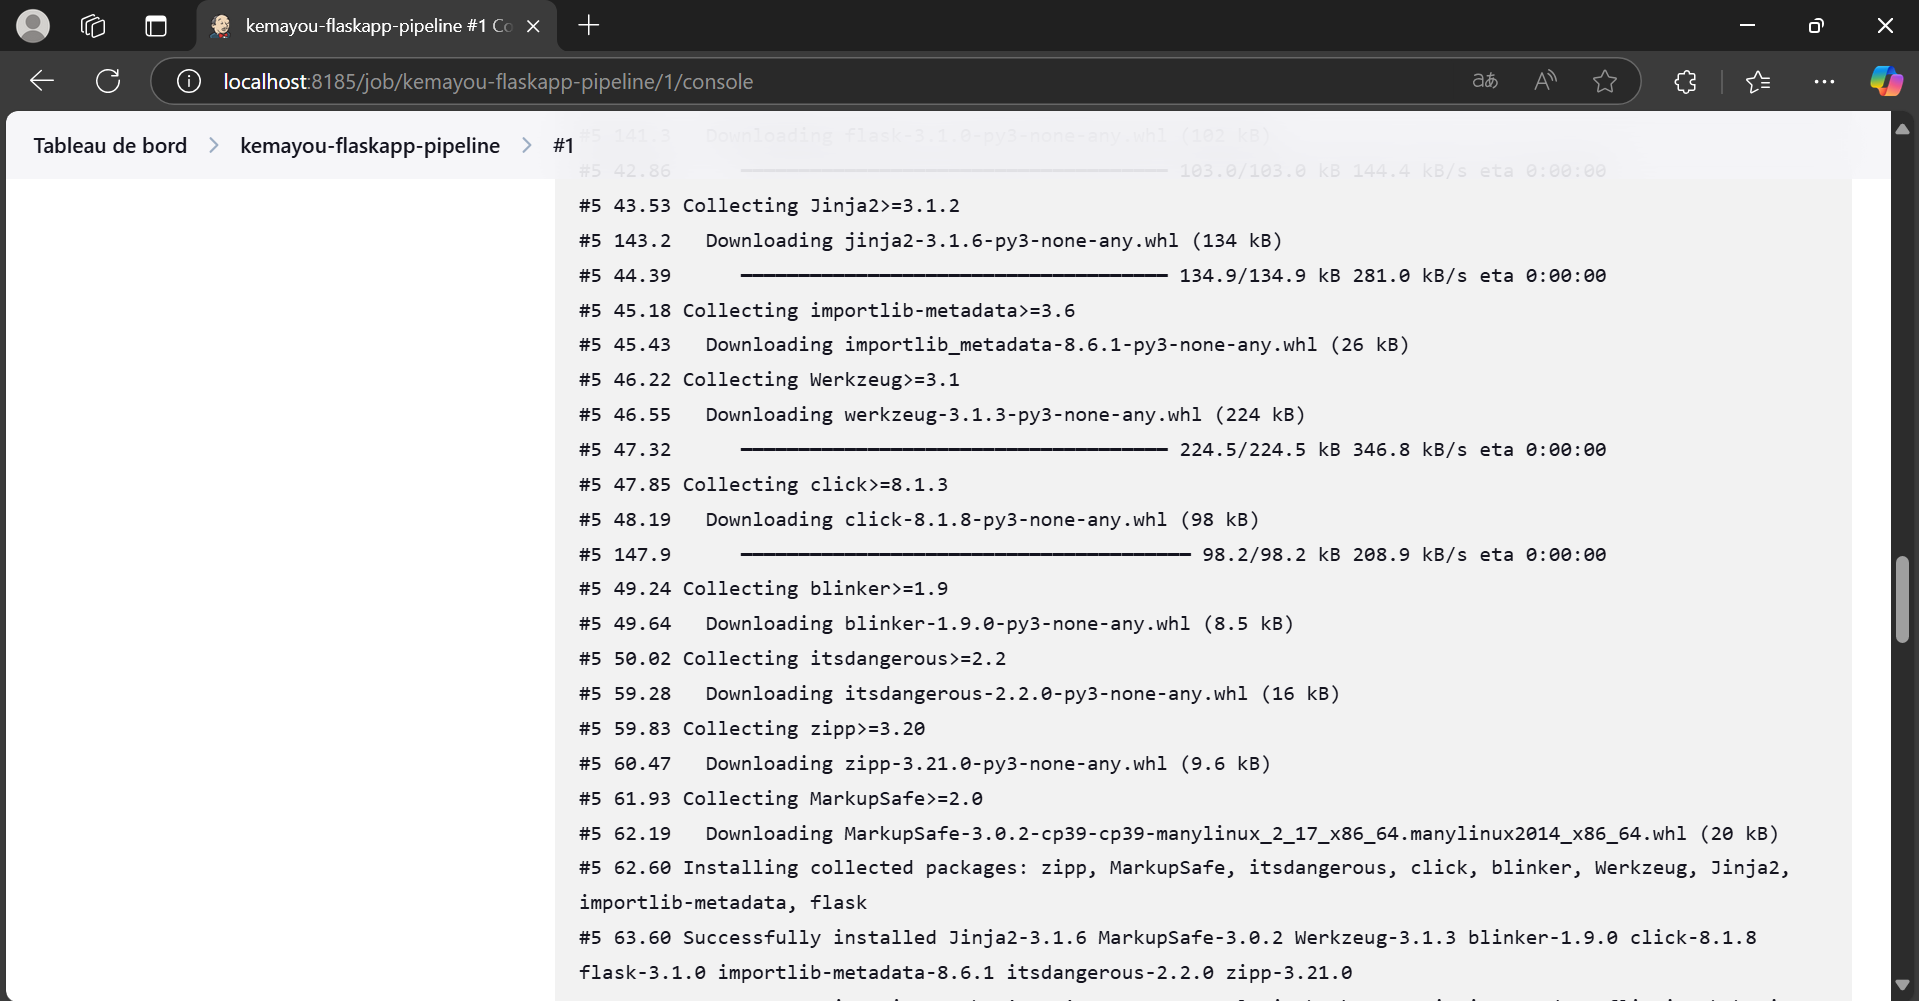 kemayou-flaskapp-pipeline #1 Co
localhost:8185/job/kemayou-flaskapp-pipeline/1/console
Tableau de bord > kemayou-flaskapp-pipeline > #1
#5 141.3   Downloading flask-3.1.0-py3-none-any.whl (102 kB)
#5 42.86      ━━━━━━━━━━━━━━━━━━━━━━━━━━━━━━━━━━━━━ 103.0/103.0 kB 144.4 kB/s eta 0:00:00
#5 43.53 Collecting Jinja2>=3.1.2
#5 143.2   Downloading jinja2-3.1.6-py3-none-any.whl (134 kB)
#5 44.39      ━━━━━━━━━━━━━━━━━━━━━━━━━━━━━━━━━━━━━ 134.9/134.9 kB 281.0 kB/s eta 0:00:00
#5 45.18 Collecting importlib-metadata>=3.6
#5 45.43   Downloading importlib_metadata-8.6.1-py3-none-any.whl (26 kB)
#5 46.22 Collecting Werkzeug>=3.1
#5 46.55   Downloading werkzeug-3.1.3-py3-none-any.whl (224 kB)
#5 47.32      ━━━━━━━━━━━━━━━━━━━━━━━━━━━━━━━━━━━━━ 224.5/224.5 kB 346.8 kB/s eta 0:00:00
#5 47.85 Collecting click>=8.1.3
#5 48.19   Downloading click-8.1.8-py3-none-any.whl (98 kB)
#5 147.9      ━━━━━━━━━━━━━━━━━━━━━━━━━━━━━━━━━━━━━━━ 98.2/98.2 kB 208.9 kB/s eta 0:00:00
#5 49.24 Collecting blinker>=1.9
#5 49.64   Downloading blinker-1.9.0-py3-none-any.whl (8.5 kB)
#5 50.02 Collecting itsdangerous>=2.2
#5 59.28   Downloading itsdangerous-2.2.0-py3-none-any.whl (16 kB)
#5 59.83 Collecting zipp>=3.20
#5 60.47   Downloading zipp-3.21.0-py3-none-any.whl (9.6 kB)
#5 61.93 Collecting MarkupSafe>=2.0
#5 62.19   Downloading MarkupSafe-3.0.2-cp39-cp39-manylinux_2_17_x86_64.manylinux2014_x86_64.whl (20 kB)
#5 62.60 Installing collected packages: zipp, MarkupSafe, itsdangerous, click, blinker, Werkzeug, Jinja2,
importlib-metadata, flask
#5 63.60 Successfully installed Jinja2-3.1.6 MarkupSafe-3.0.2 Werkzeug-3.1.3 blinker-1.9.0 click-8.1.8
flask-3.1.0 importlib-metadata-8.6.1 itsdangerous-2.2.0 zipp-3.21.0